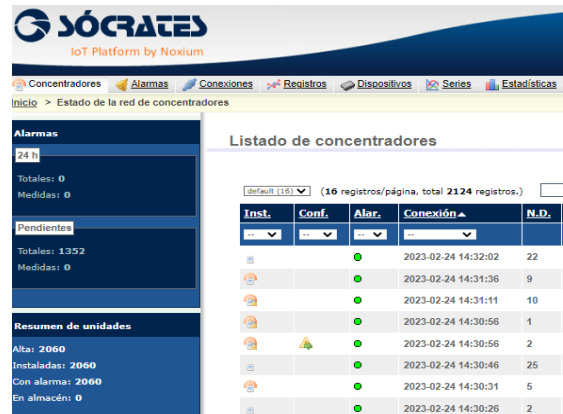 SÓCRATES
IoT Platform by Noxium
Concentradores Alarmas Conexiones Registros Dispositivos Series Estadísticas
Inicio > Estado de la red de concentradores
Alarmas
24 h
Totales: 0
Medidas: 0
Pendientes
Totales: 1352
Medidas: 0
Resumen de unidades
Alta: 2060
Instaladas: 2060
Con alarma: 2060
En almacén: 0
Listado de concentradores
default (16) (16 registros/página, total 2124 registros.)
Inst. Conf. Alar. Conexión N.D.
-- -- -- --
2023-02-24 14:32:02 22
2023-02-24 14:31:36 9
2023-02-24 14:31:11 10
2023-02-24 14:30:56 1
2023-02-24 14:30:56 2
2023-02-24 14:30:46 25
2023-02-24 14:30:31 5
2023-02-24 14:30:26 2